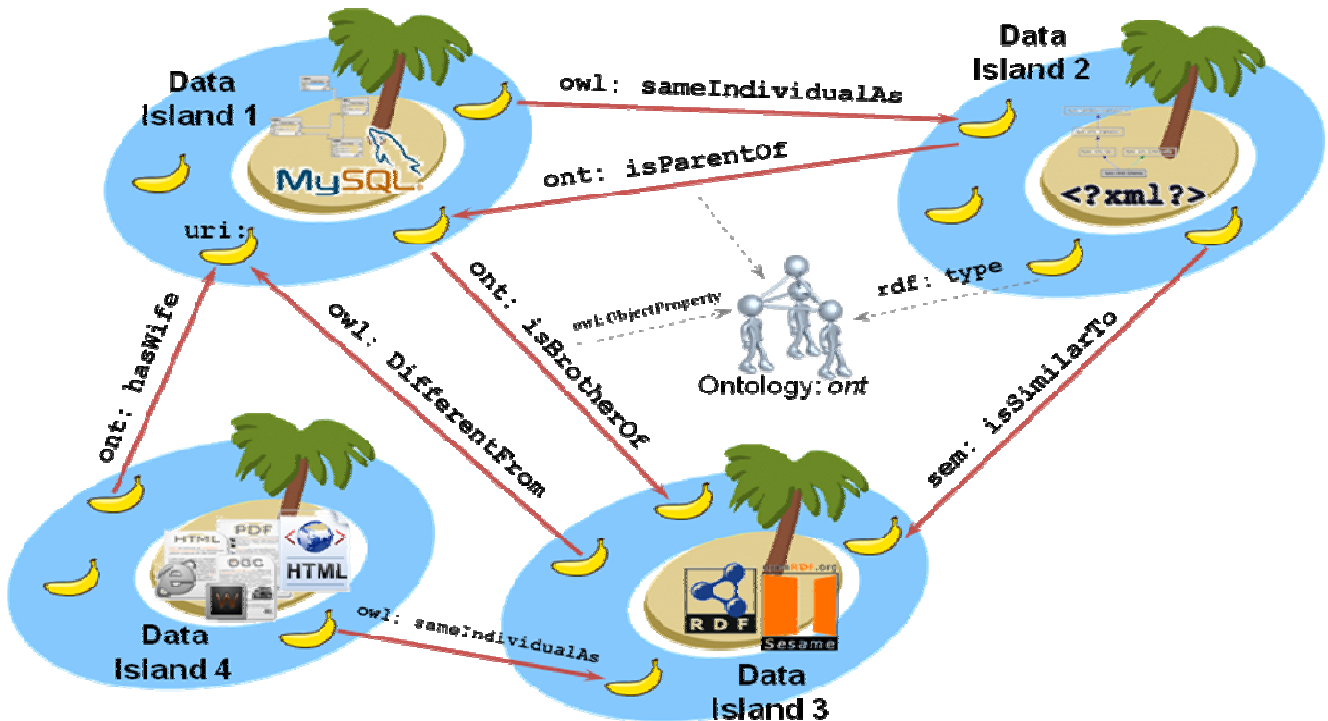 Data
Island 1
MySQL
uri:
owl: sameIndividualAs
ont: isParentOf
Data
Island 2
<?xml?>
rdf: type
owl: ObjectProperty
Ontology: ont
ont: hasWife
owl: DifferentFrom
ont: isBrotherOf
sem: isSimilarTo
HTML
PDF
DOC
W
HTML
Data
Island 4
owl: sameIndividualAs
RDF
Sesame
Data
Island 3